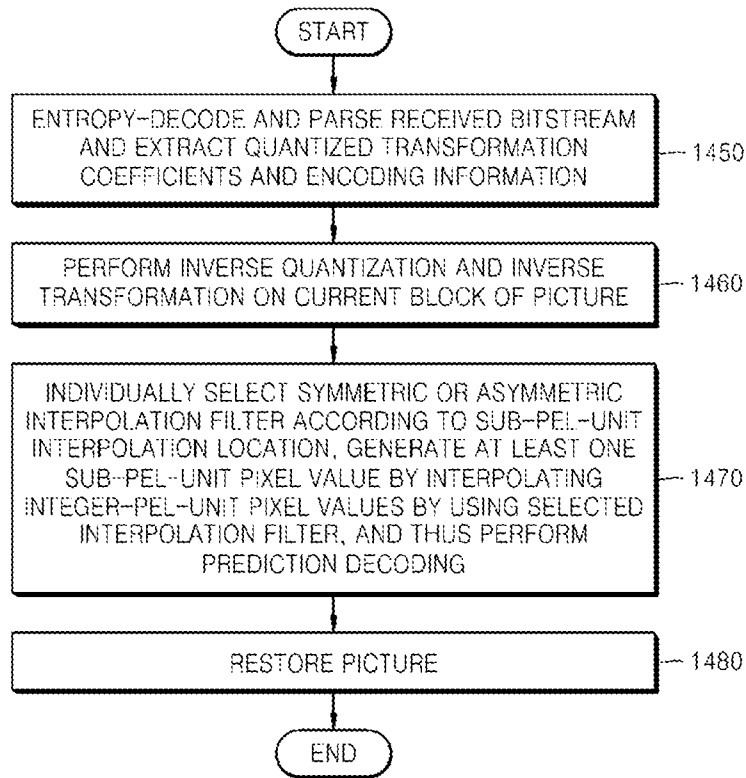 START
ENTROPY-DECODE AND PARSE RECEIVED BITSTREAM
AND EXTRACT QUANTIZED TRANSFORMATION
COEFFICIENTS AND ENCODING INFORMATION
1450
PERFORM INVERSE QUANTIZATION AND INVERSE
TRANSFORMATION ON CURRENT BLOCK OF PICTURE
1460
INDIVIDUALLY SELECT SYMMETRIC OR ASYMMETRIC
INTERPOLATION FILTER ACCORDING TO SUB-PEL-UNIT
INTERPOLATION LOCATION, GENERATE AT LEAST ONE
SUB-PEL-UNIT PIXEL VALUE BY INTERPOLATING
INTEGER-PEL-UNIT PIXEL VALUES BY USING SELECTED
INTERPOLATION FILTER, AND THUS PERFORM
PREDICTION DECODING
1470
RESTORE PICTURE
1480
END